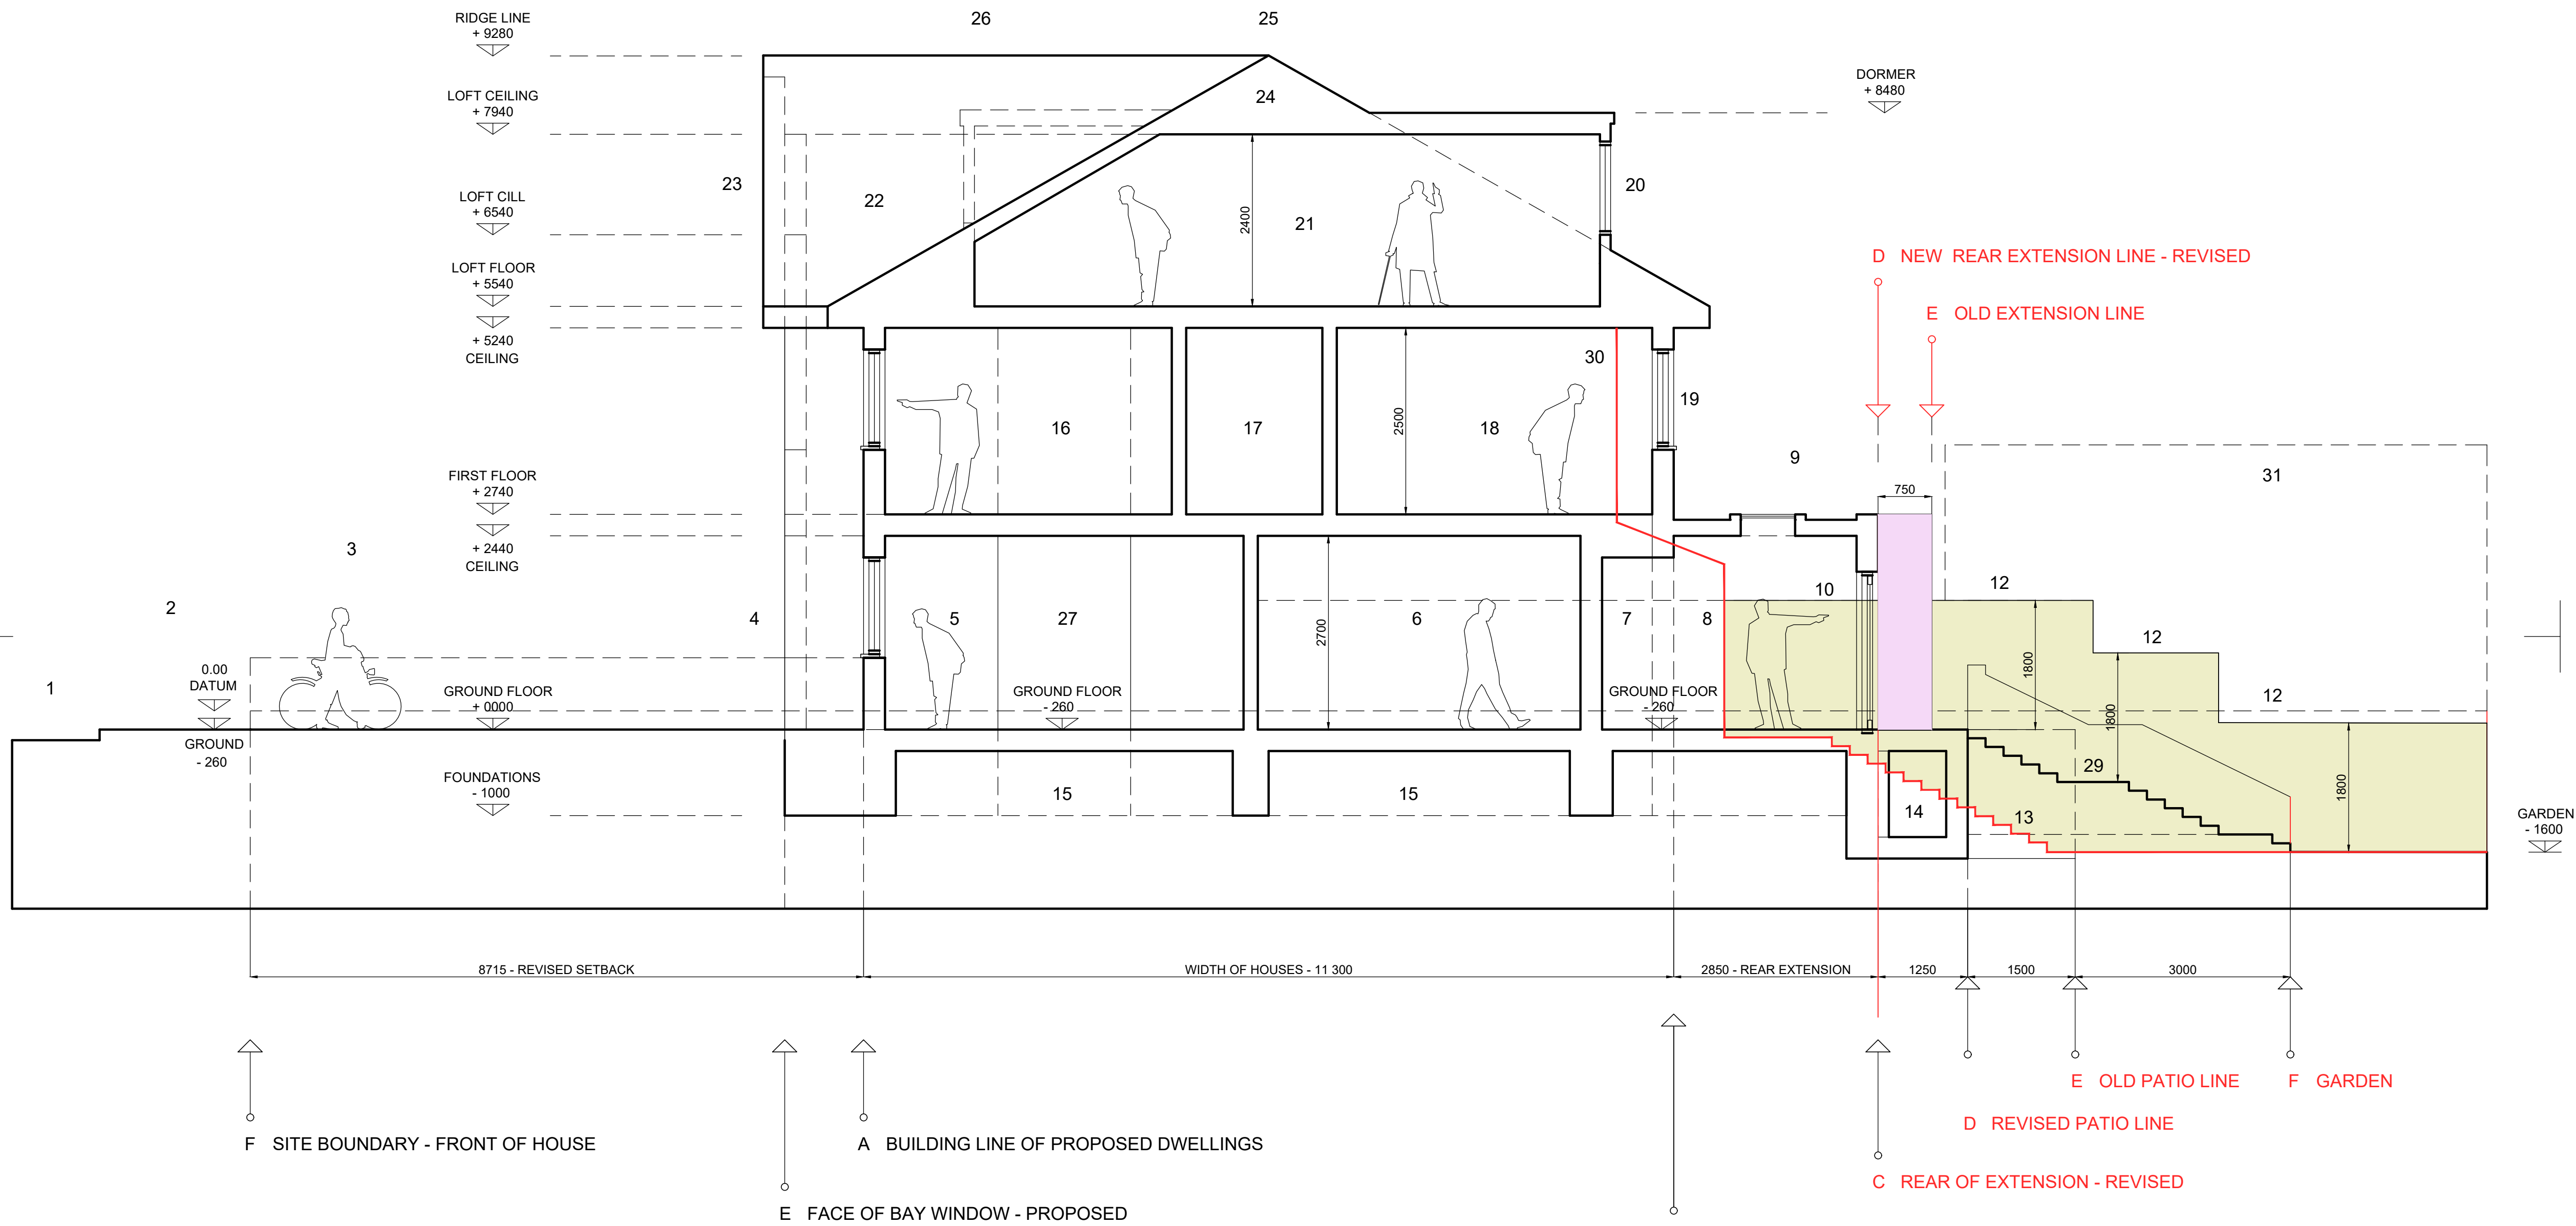 26
25
RIDGE LINE
+ 9280
DORMER
+ 8480
LOFT CEILING
+ 7940
24
23
22
20
LOFT CILL
+ 6540
2400
21
D NEW REAR EXTENSION LINE - REVISED
LOFT FLOOR
+ 5540
E OLD EXTENSION LINE
+ 5240
CEILING
30
19
16
17
2500
18
9
31
FIRST FLOOR
+ 2740
750
+ 2440
CEILING
3
2
10
12
4
5
27
6
7
8
2700
12
1800
1
0.00
DATUM
GROUND FLOOR
+ 0000
GROUND FLOOR
- 260
GROUND FLOOR
- 260
12
1800
GROUND
- 260
29
FOUNDATIONS
- 1000
15
15
14
13
1800
GARDEN
- 1600
8715 - REVISED SETBACK
WIDTH OF HOUSES - 11 300
2850 - REAR EXTENSION
1250
1500
3000
E OLD PATIO LINE
F GARDEN
D REVISED PATIO LINE
F SITE BOUNDARY - FRONT OF HOUSE
A BUILDING LINE OF PROPOSED DWELLINGS
C REAR OF EXTENSION - REVISED
E FACE OF BAY WINDOW - PROPOSED